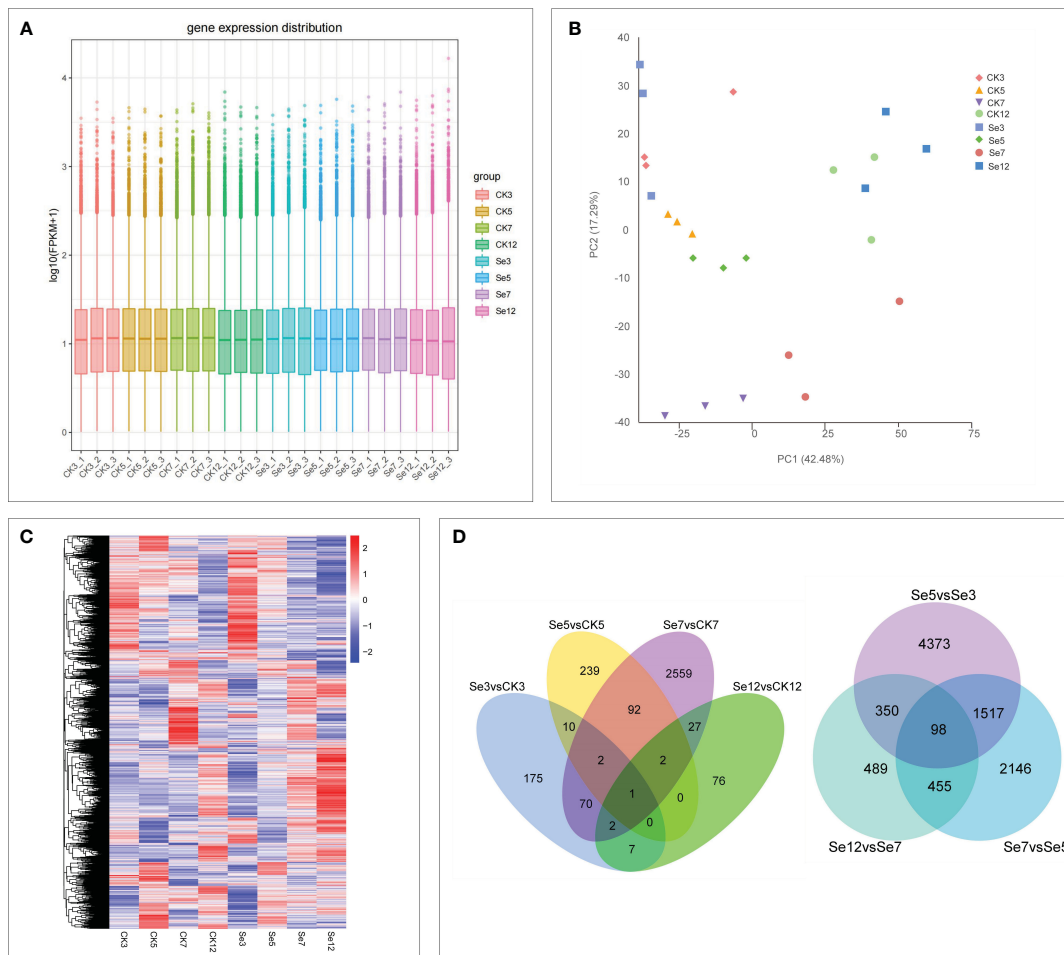 A
gene expression distribution
log10(FPKM+1)
4
3
2
1
0
CK3_1
CK3_2
CK3_3
CK5_1
CK5_2
CK5_3
CK7_1
CK7_2
CK7_3
CK12_1
CK12_2
CK12_3
Se3_1
Se3_2
Se3_3
Se5_1
Se5_2
Se5_3
Se7_1
Se7_2
Se7_3
Se12_1
Se12_2
Se12_3
group
CK3
CK5
CK7
CK12
Se3
Se5
Se7
Se12
B
PC2 (17.29%)
40
30
20
10
0
-10
-20
-30
-40
-25
0
25
50
75
PC1 (42.48%)
CK3
CK5
CK7
CK12
Se3
Se5
Se7
Se12
C
2
1
0
−1
−2
CK3
CK5
CK7
CK12
Se3
Se5
Se7
Se12
D
Se5vsCK5
Se7vsCK7
Se3vsCK3
Se12vsCK12
239
2559
92
10
27
175
2
2
76
70
1
0
2
0
7
Se5vsSe3
4373
350
1517
98
489
2146
455
Se12vsSe7
Se7vsSe5